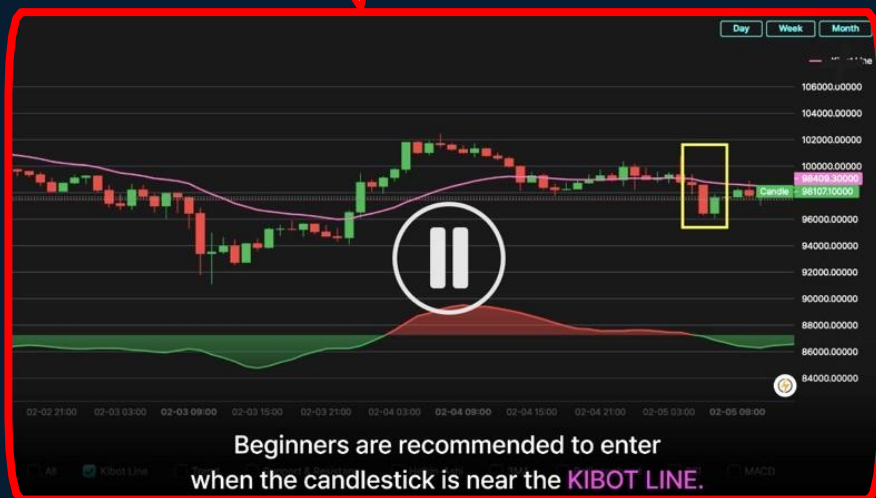 Day Week Month
106000.00000
104000.00000
102000.00000
100000.00000
98409.30000
Candle 98107.10000
96000.00000
94000.00000
92000.00000
90000.00000
88000.00000
86000.00000
84000.00000
02-02 21:00 02-03 03:00 02-03 09:00 02-03 15:00 02-03 21:00 02-04 03:00 02-04 09:00 02-04 15:00 02-04 21:00 02-05 03:00 02-05 09:00
Beginners are recommended to enter
All Kibot Line MACD
when the candlestick is near the KIBOT LINE.